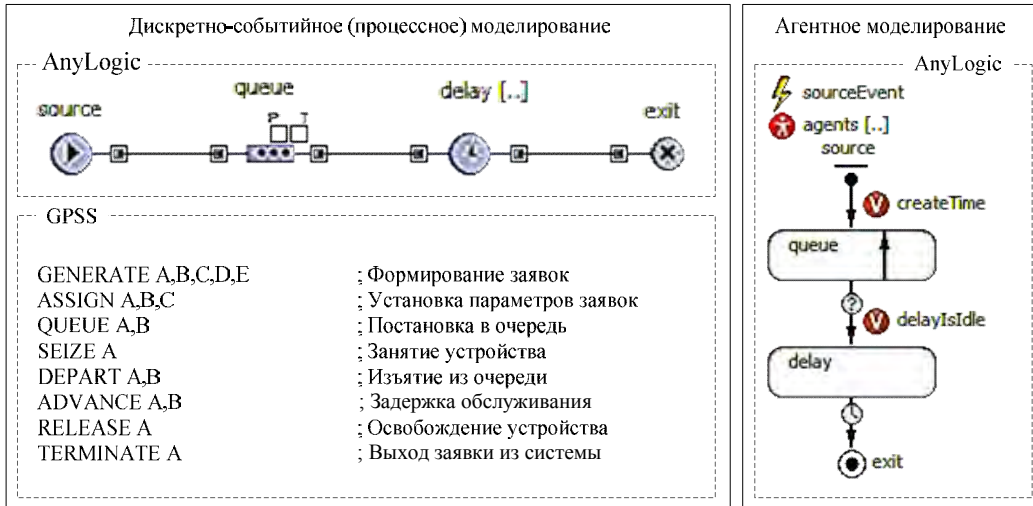 Дискретно-событийное (процессное) моделирование
AnyLogic
source
queue
P T
delay [..]
exit
GPSS
GENERATE A,B,C,D,E ; Формирование заявок
ASSIGN A,B,C ; Установка параметров заявок
QUEUE A,B ; Постановка в очередь
SEIZE A ; Занятие устройства
DEPART A,B ; Изъятие из очереди
ADVANCE A,B ; Задержка обслуживания
RELEASE A ; Освобождение устройства
TERMINATE A ; Выход заявки из системы
Агентное моделирование
AnyLogic
sourceEvent
agents [..]
source
V createTime
queue
?
V delayIsIdle
delay
exit